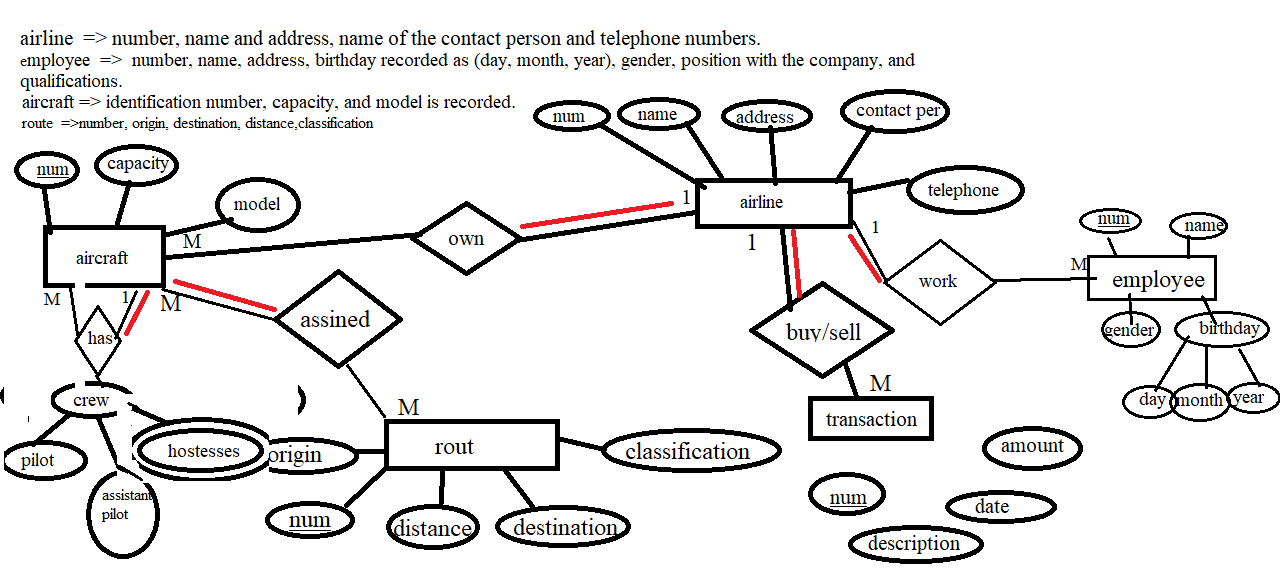 airline => number, name and address, name of the contact person and telephone numbers.
employee => number, name, address, birthday recorded as (day, month, year), gender, position with the company, and
qualifications.
aircraft => identification number, capacity, and model is recorded.
route =>number, origin, destination, distance,classification
num
name
address
contact per
num
capacity
model
telephone
airline
1
M
own
1
1
num
name
aircraft
work
M
employee
M
1
M
has
assined
buy/sell
gender
birthday
crew
M
M
transaction
day
month
year
pilot
hostesses
origin
rout
classification
amount
assistant
pilot
num
distance
destination
num
date
description